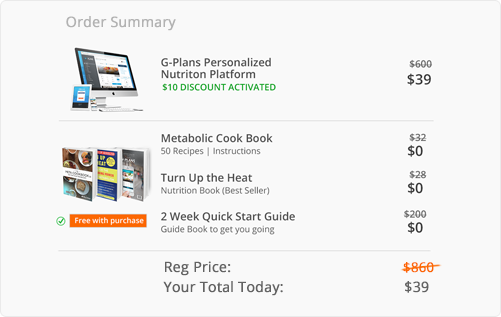 Order Summary
G-Plans Personalized
Nutriton Platform
$10 DISCOUNT ACTIVATED
$600
$39
Metabolic Cook Book
50 Recipes | Instructions
$32
$0
Turn Up the Heat
Nutrition Book (Best Seller)
$28
$0
Free with purchase
2 Week Quick Start Guide
Guide Book to get you going
$200
$0
Reg Price:
$860
Your Total Today:
$39